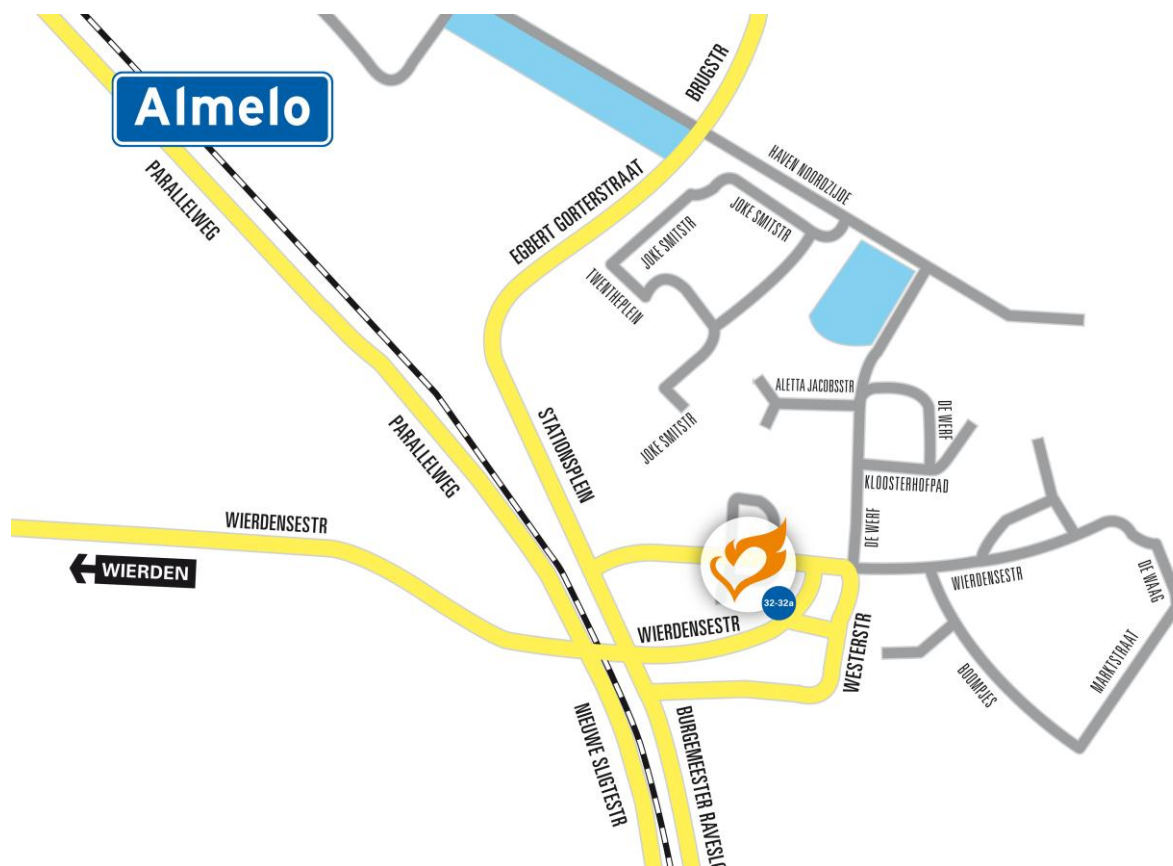 BRUGSTR
Almelo
HAVEN NOORDZIJDE
PARALLELWEG
EGBERT GORTERSTRAAT
JOKE SMITSTR
JOKE SMITSTR
TWENTHEPLEIN
ALETTA JACOBSSTR
DE WERF
JOKE SMITSTR
STATIONSPLEIN
PARALLELWEG
KLOOSTERHOFPAD
WIERDENSESTR
DE WERF
WIERDEN
WIERDENSESTR
DE WAAG
32-32a
WIERDENSESTR
WESTERSTR
MARKTSTRAAT
BOOMPJES
NIEUWE SLIGTESTR
BURGEMEESTER RAVESLO